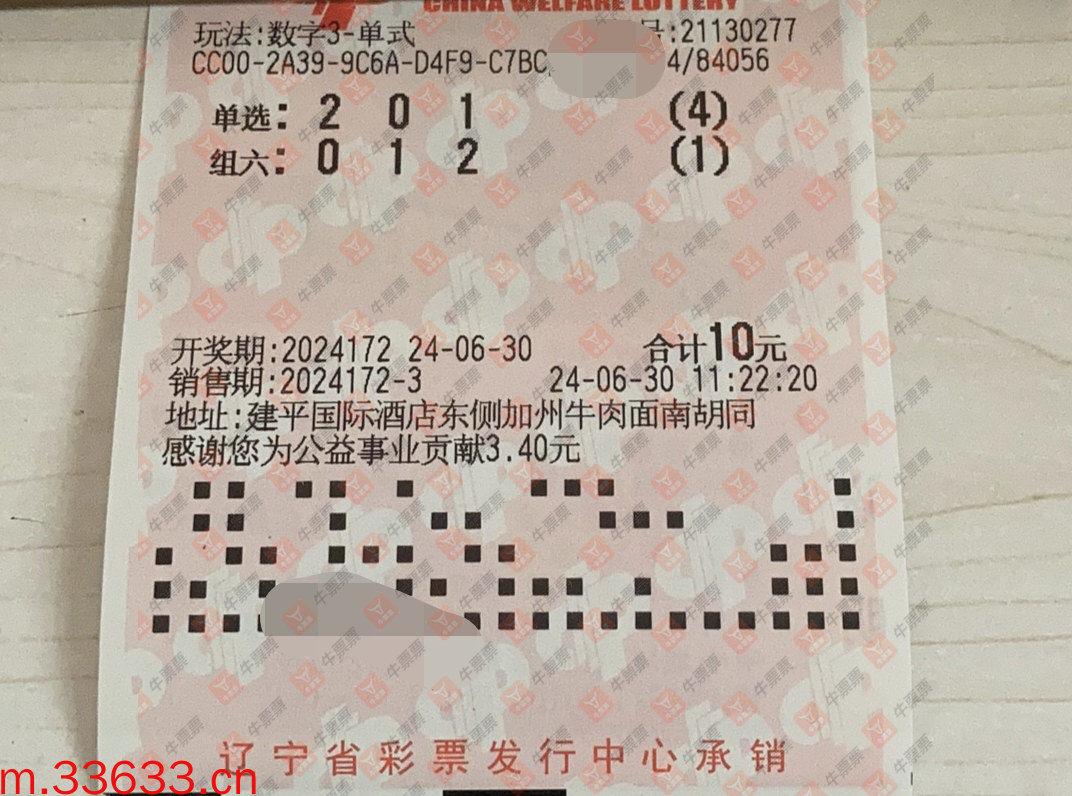 CHINA WELFARE LOTTERY
玩法:数字3-单式 号:21130277
CC00-2A39-9C6A-D4F9-C7BC 4/84056
单选: 2 0 1 (4)
组六: 0 1 2 (1)
开奖期:2024172 24-06-30 合计10元
销售期:2024172-3 24-06-30 11:22:20
地址:建平国际酒店东侧加州牛肉面南胡同
感谢您为公益事业贡献3.40元
辽宁省彩票发行中心承销
m.33633.cn
牛票票